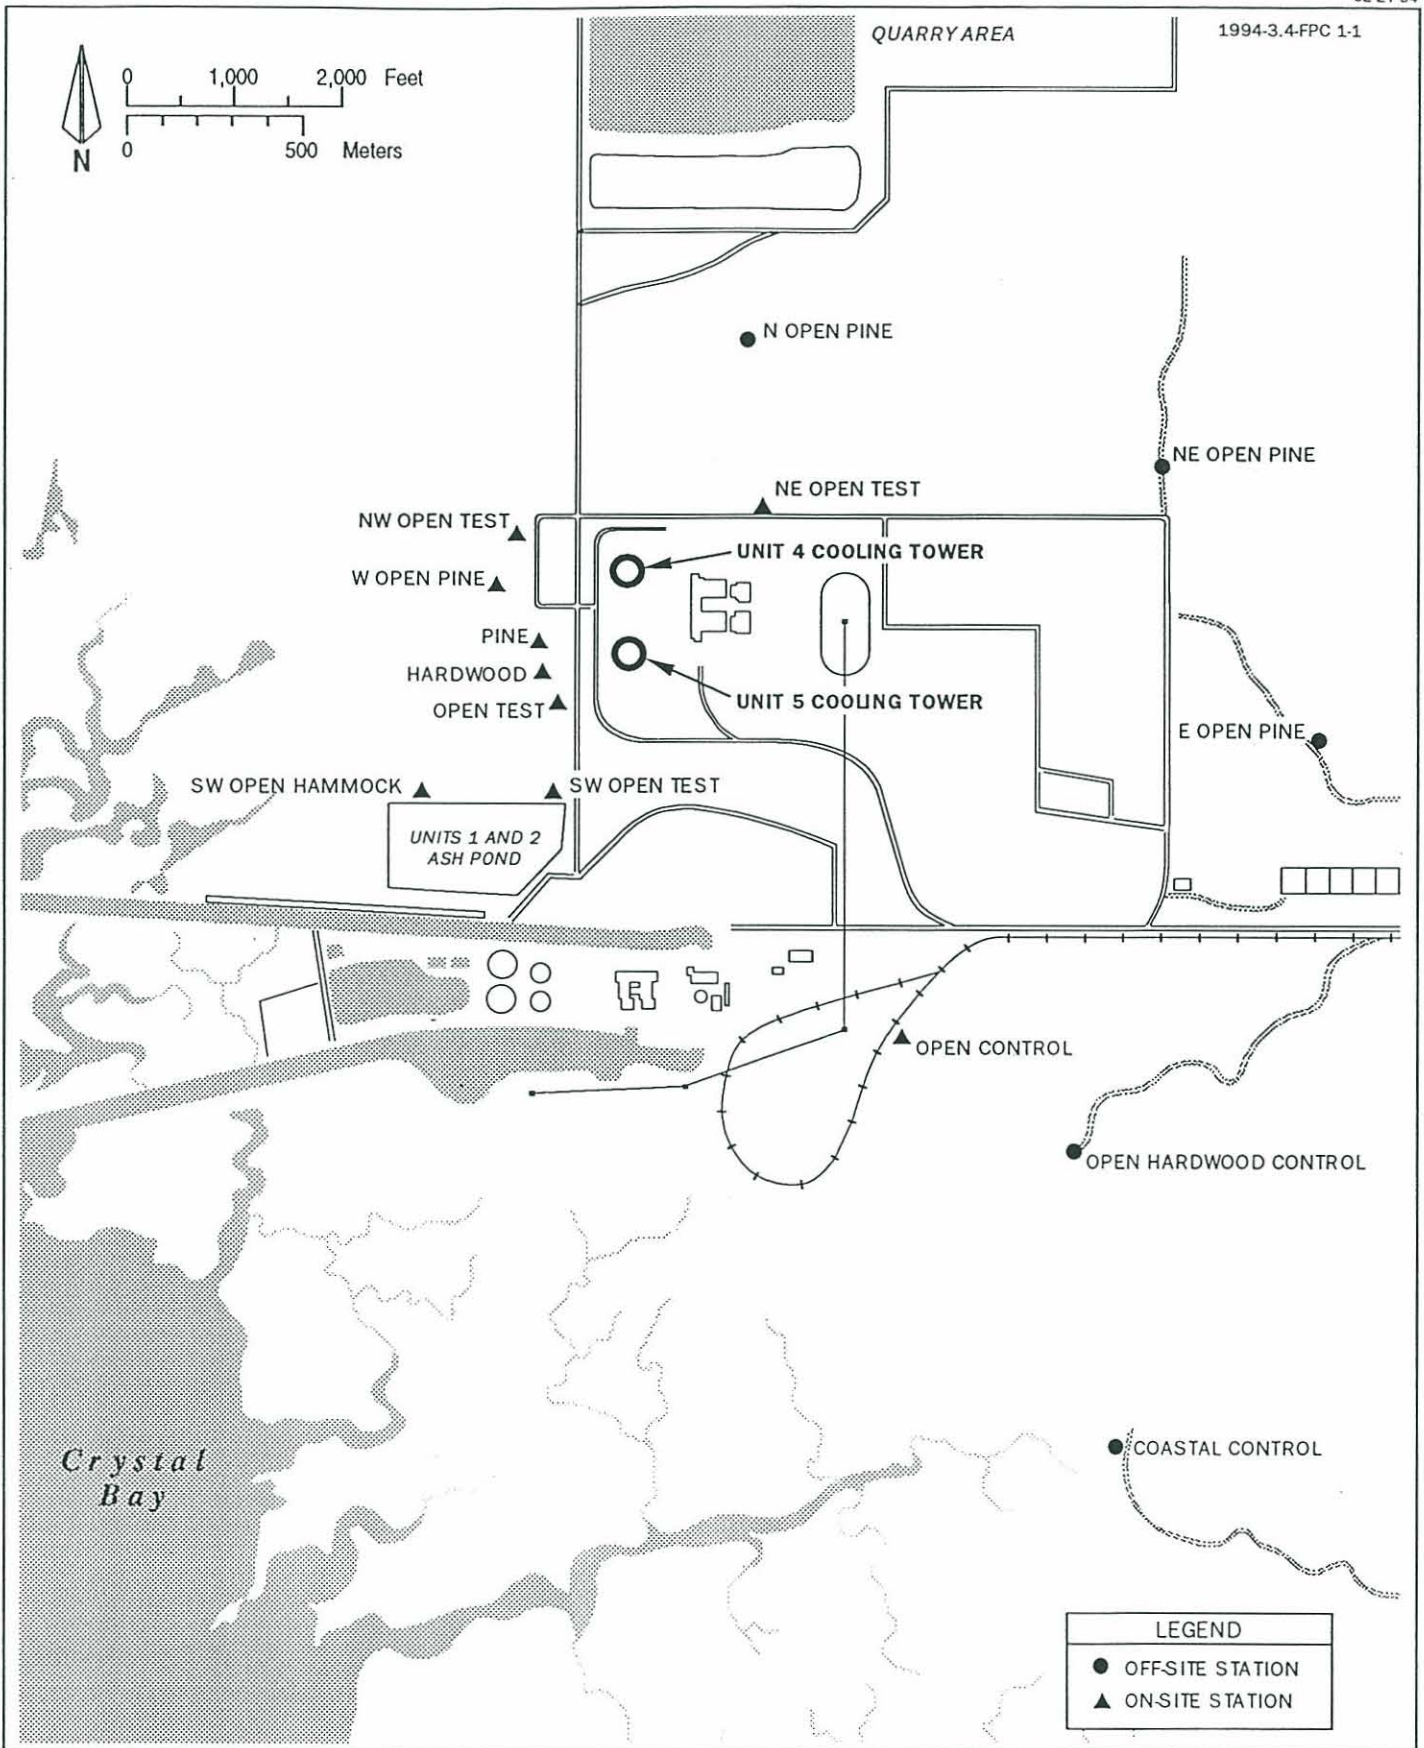 QUARRY AREA
1994-3.4-FPC 1-1
0 1,000 2,000 Feet
0 500 Meters
N
N OPEN PINE
NE OPEN PINE
NE OPEN TEST
NW OPEN TEST
UNIT 4 COOLING TOWER
W OPEN PINE
PINE
HARDWOOD
UNIT 5 COOLING TOWER
OPEN TEST
E OPEN PINE
SW OPEN HAMMOCK
SW OPEN TEST
UNITS 1 AND 2
ASH POND
OPEN CONTROL
OPEN HARDWOOD CONTROL
COASTAL CONTROL
Crystal
Bay
LEGEND
OFF-SITE STATION
ON-SITE STATION